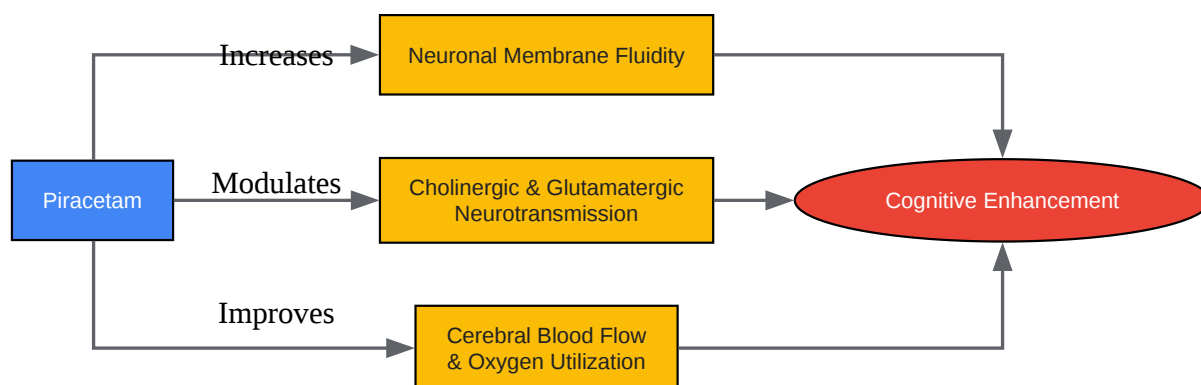 Increases
Neuronal Membrane Fluidity
Piracetam
Modulates
Cholinergic & Glutamatergic
Neurotransmission
Cognitive Enhancement
Improves
Cerebral Blood Flow
& Oxygen Utilization